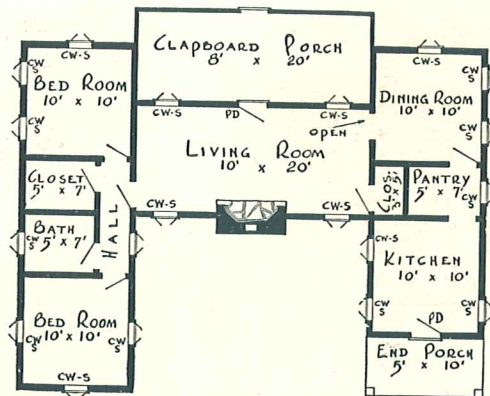 CW-S
CW-S
CLAPBOARD PORCH
8' x 20'
CW
S
BED ROOM
10' x 10'
CW
S
CW-S
PD
CW-S
OPEN
DINING ROOM
10' x 10'
CW
S
CW
S
LIVING ROOM
10' x 20'
CLOSET
5' x 7'
HALL
CLOS.
PANTRY
5' x 7'
CW-S
CW-S
BATH
5' x 7'
CW
S
CW
S
KITCHEN
10' x 10'
BED ROOM
10' x 10'
CW
S
CW
S
CW
S
CW
S
PD
CW-S
END PORCH
5' x 10'